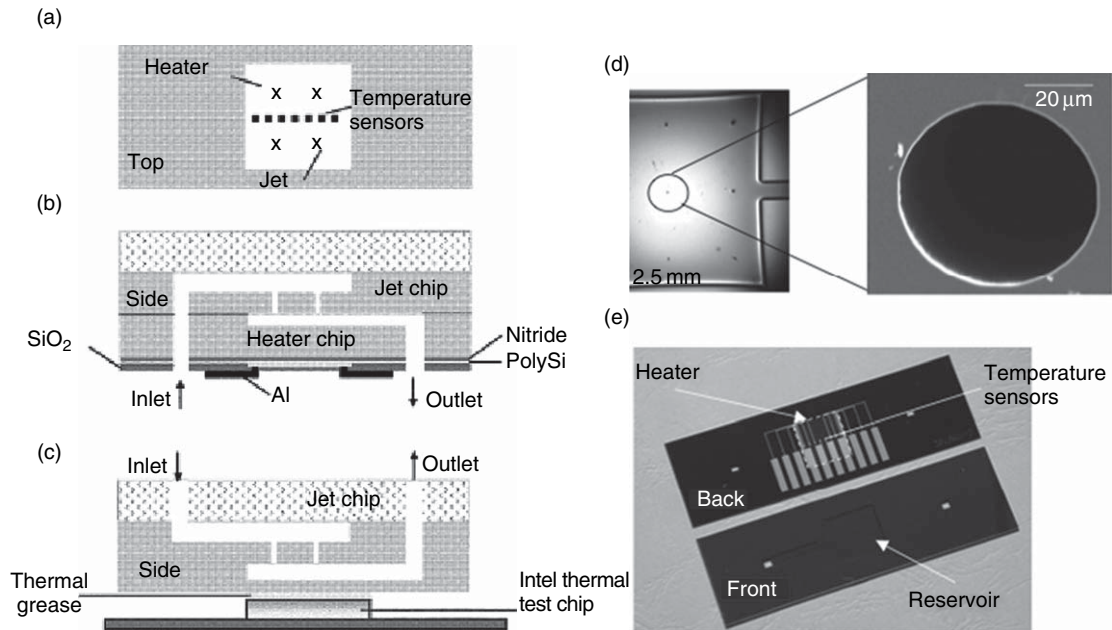 (a)
Heater
x x
Temperature
sensors
x x
Top
Jet
(b)
Side
Jet chip
SiO2
Heater chip
Nitride
PolySi
Inlet
Al
Outlet
(c)
Inlet
Outlet
Jet chip
Side
Thermal
grease
Intel thermal
test chip
(d)
20 μm
2.5 mm
(e)
Heater
Temperature
sensors
Back
Front
Reservoir